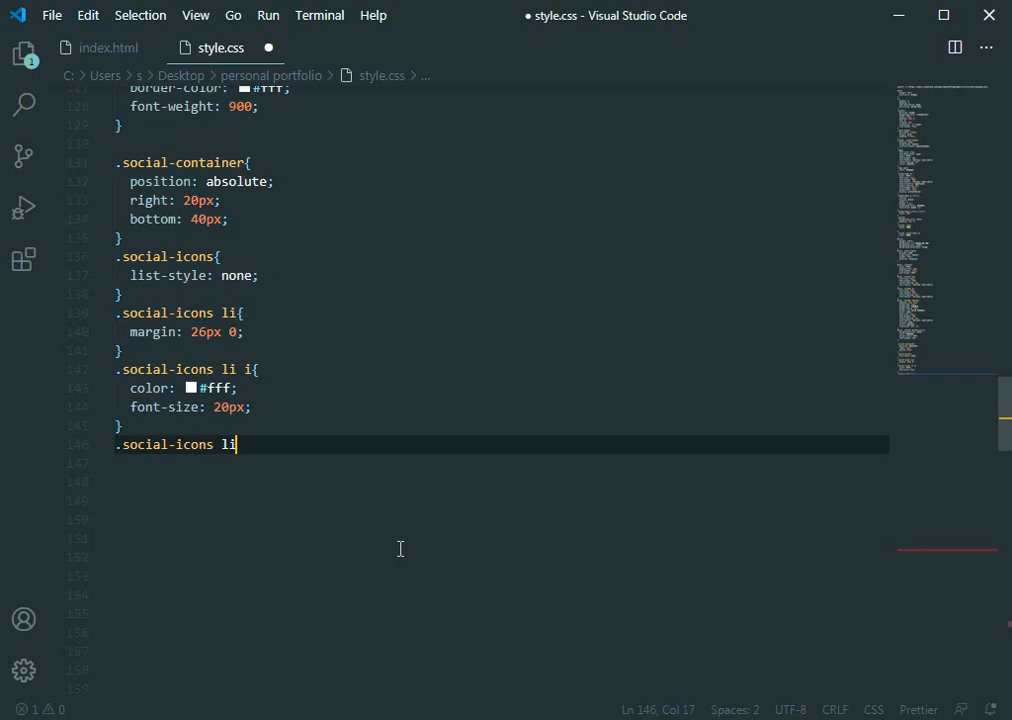 File Edit Selection View Go Run Terminal Help ● style.css - Visual Studio Code
index.html style.css
C: > Users > s > Desktop > personal portfolio > style.css > ...
127 border-color: #fff;
128 font-weight: 900;
129 }
130
131 .social-container{
132 position: absolute;
133 right: 20px;
134 bottom: 40px;
135 }
136 .social-icons{
137 list-style: none;
138 }
139 .social-icons li{
140 margin: 26px 0;
141 }
142 .social-icons li i{
143 color: #fff;
144 font-size: 20px;
145 }
146 .social-icons li
147
148
149
150
151
152
153
154
155
156
157
158
159
1
1 0 Ln 146, Col 17 Spaces: 2 UTF-8 CRLF CSS Prettier